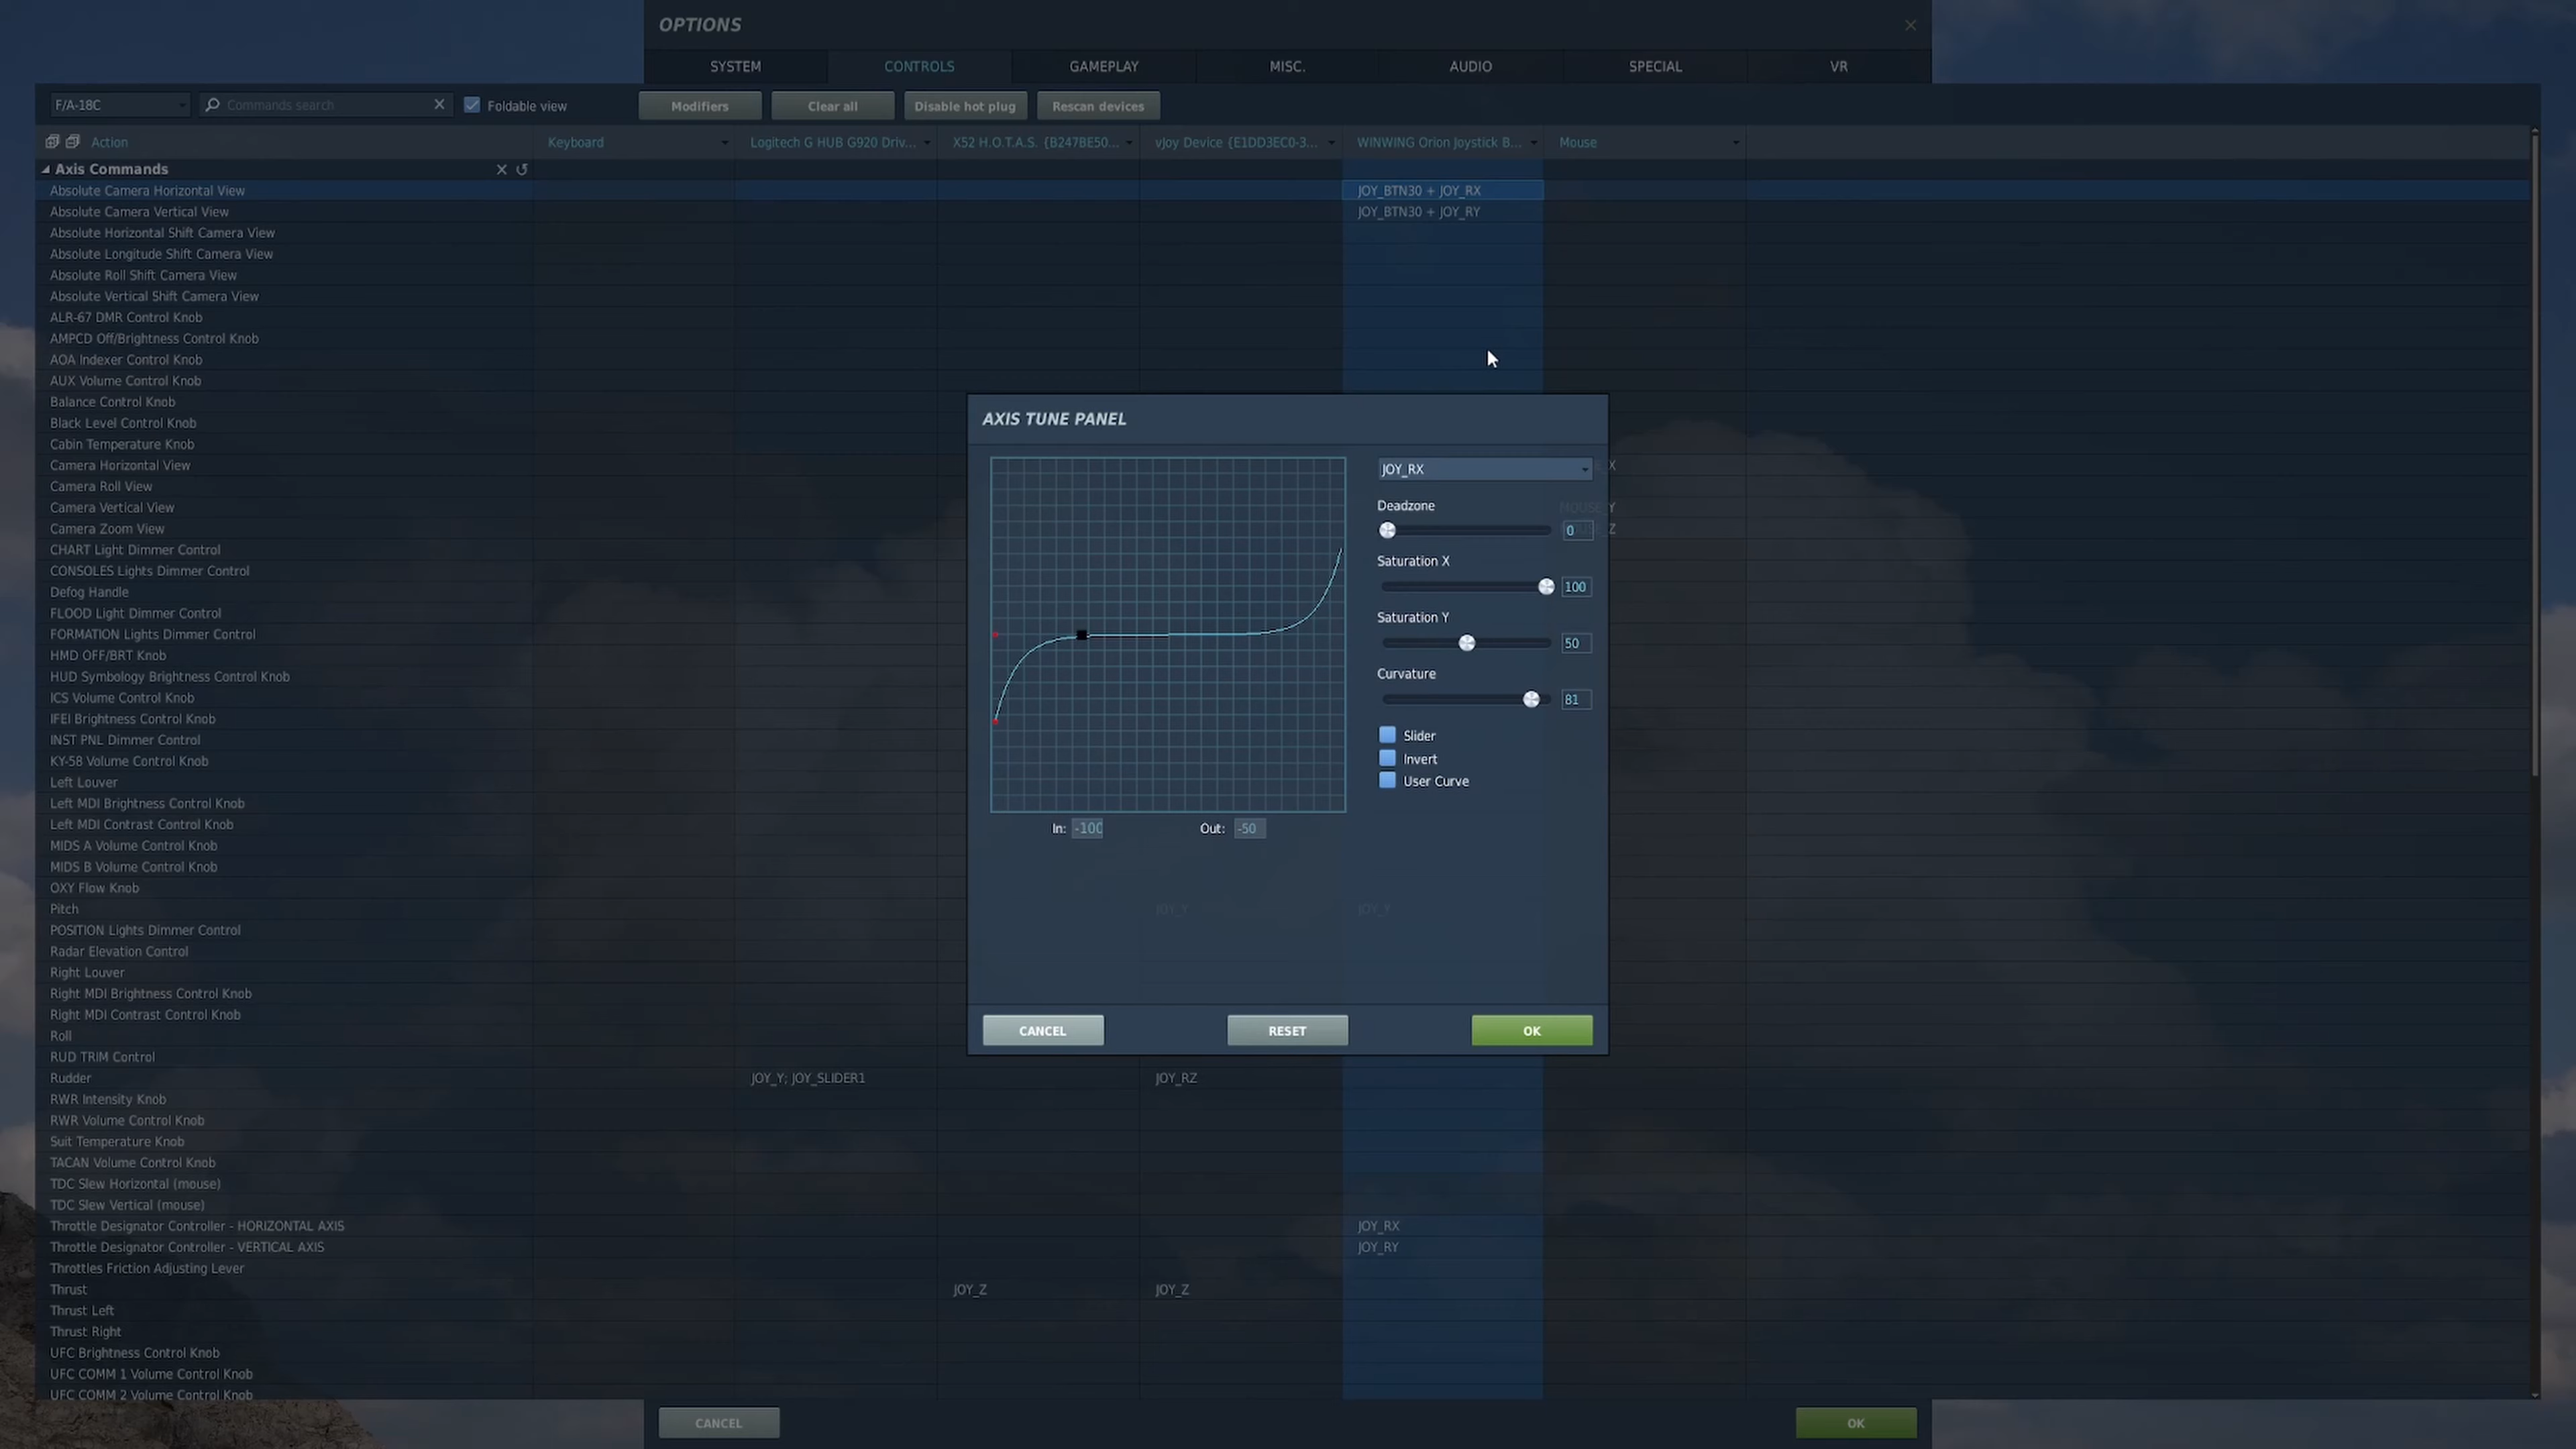 OPTIONS
SYSTEM CONTROLS GAMEPLAY MISC. AUDIO SPECIAL VR
F/A-18C Commands search Foldable view Modifiers Clear all Disable hot plug Rescan devices
Action Keyboard Logitech G HUB G920 Driv... X52 H.O.T.A.S. {B247BE50... vJoy Device {E1DD3EC0-3... WINWING Orion Joystick B... Mouse
Axis Commands
Absolute Camera Horizontal View JOY_BTN30 + JOY_RX
Absolute Camera Vertical View JOY_BTN30 + JOY_RY
Absolute Horizontal Shift Camera View
Absolute Longitude Shift Camera View
Absolute Roll Shift Camera View
Absolute Vertical Shift Camera View
ALR-67 DMR Control Knob
AMPCD Off/Brightness Control Knob
AOA Indexer Control Knob
AUX Volume Control Knob
Balance Control Knob
Black Level Control Knob
Cabin Temperature Knob
Camera Horizontal View
Camera Roll View
Camera Vertical View
Camera Zoom View
CHART Light Dimmer Control
CONSOLES Lights Dimmer Control
Defog Handle
FLOOD Light Dimmer Control
FORMATION Lights Dimmer Control
HMD OFF/BRT Knob
HUD Symbology Brightness Control Knob
ICS Volume Control Knob
IFEI Brightness Control Knob
INST PNL Dimmer Control
KY-58 Volume Control Knob
Left Louver
Left MDI Brightness Control Knob
Left MDI Contrast Control Knob
MIDS A Volume Control Knob
MIDS B Volume Control Knob
OXY Flow Knob
Pitch JOY_Y JOY_Y
POSITION Lights Dimmer Control
Radar Elevation Control
Right Louver
Right MDI Brightness Control Knob
Right MDI Contrast Control Knob
Roll
RUD TRIM Control
Rudder JOY_Y; JOY_SLIDER1 JOY_RZ
RWR Intensity Knob
RWR Volume Control Knob
Suit Temperature Knob
TACAN Volume Control Knob
TDC Slew Horizontal (mouse)
TDC Slew Vertical (mouse)
Throttle Designator Controller - HORIZONTAL AXIS JOY_RX
Throttle Designator Controller - VERTICAL AXIS JOY_RY
Throttles Friction Adjusting Lever
Thrust JOY_Z JOY_Z
Thrust Left
Thrust Right
UFC Brightness Control Knob
UFC COMM 1 Volume Control Knob
UFC COMM 2 Volume Control Knob
AXIS TUNE PANEL
JOY_RX
Deadzone
0
Saturation X
100
Saturation Y
50
Curvature
81
Slider
Invert
User Curve
In: -100 Out: -50
CANCEL RESET OK
CANCEL OK